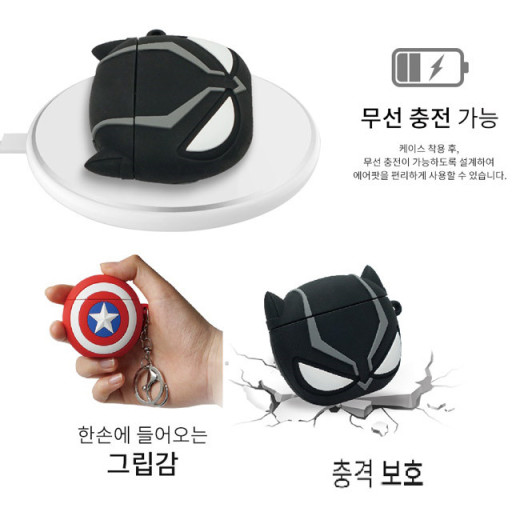 무선 충전 가능
케이스 착용 후,
무선 충전이 가능하도록 설계하여
에어팟을 편리하게 사용할 수 있습니다.
한손에 들어오는
그립감
충격 보호